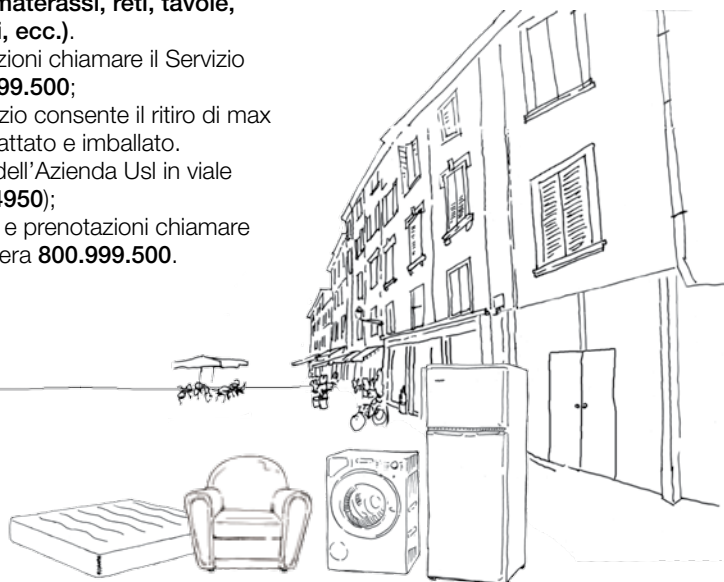 materassi, reti, tavole,
i, ecc.).
zioni chiamare il Servizio
99.500;
zio consente il ritiro di max
attato e imballato.
dell'Azienda Usl in viale
4950);
e prenotazioni chiamare
era 800.999.500.